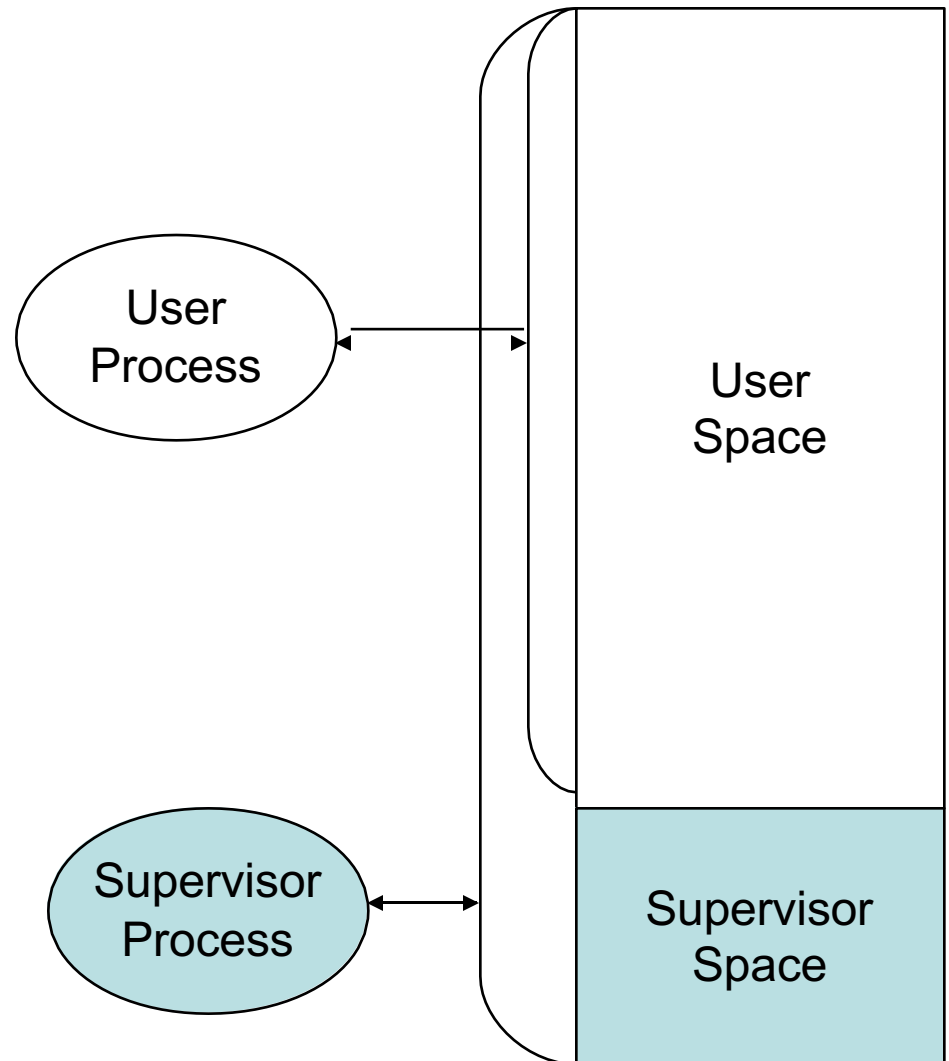 User
Process
User
Space
Supervisor
Process
Supervisor
Space